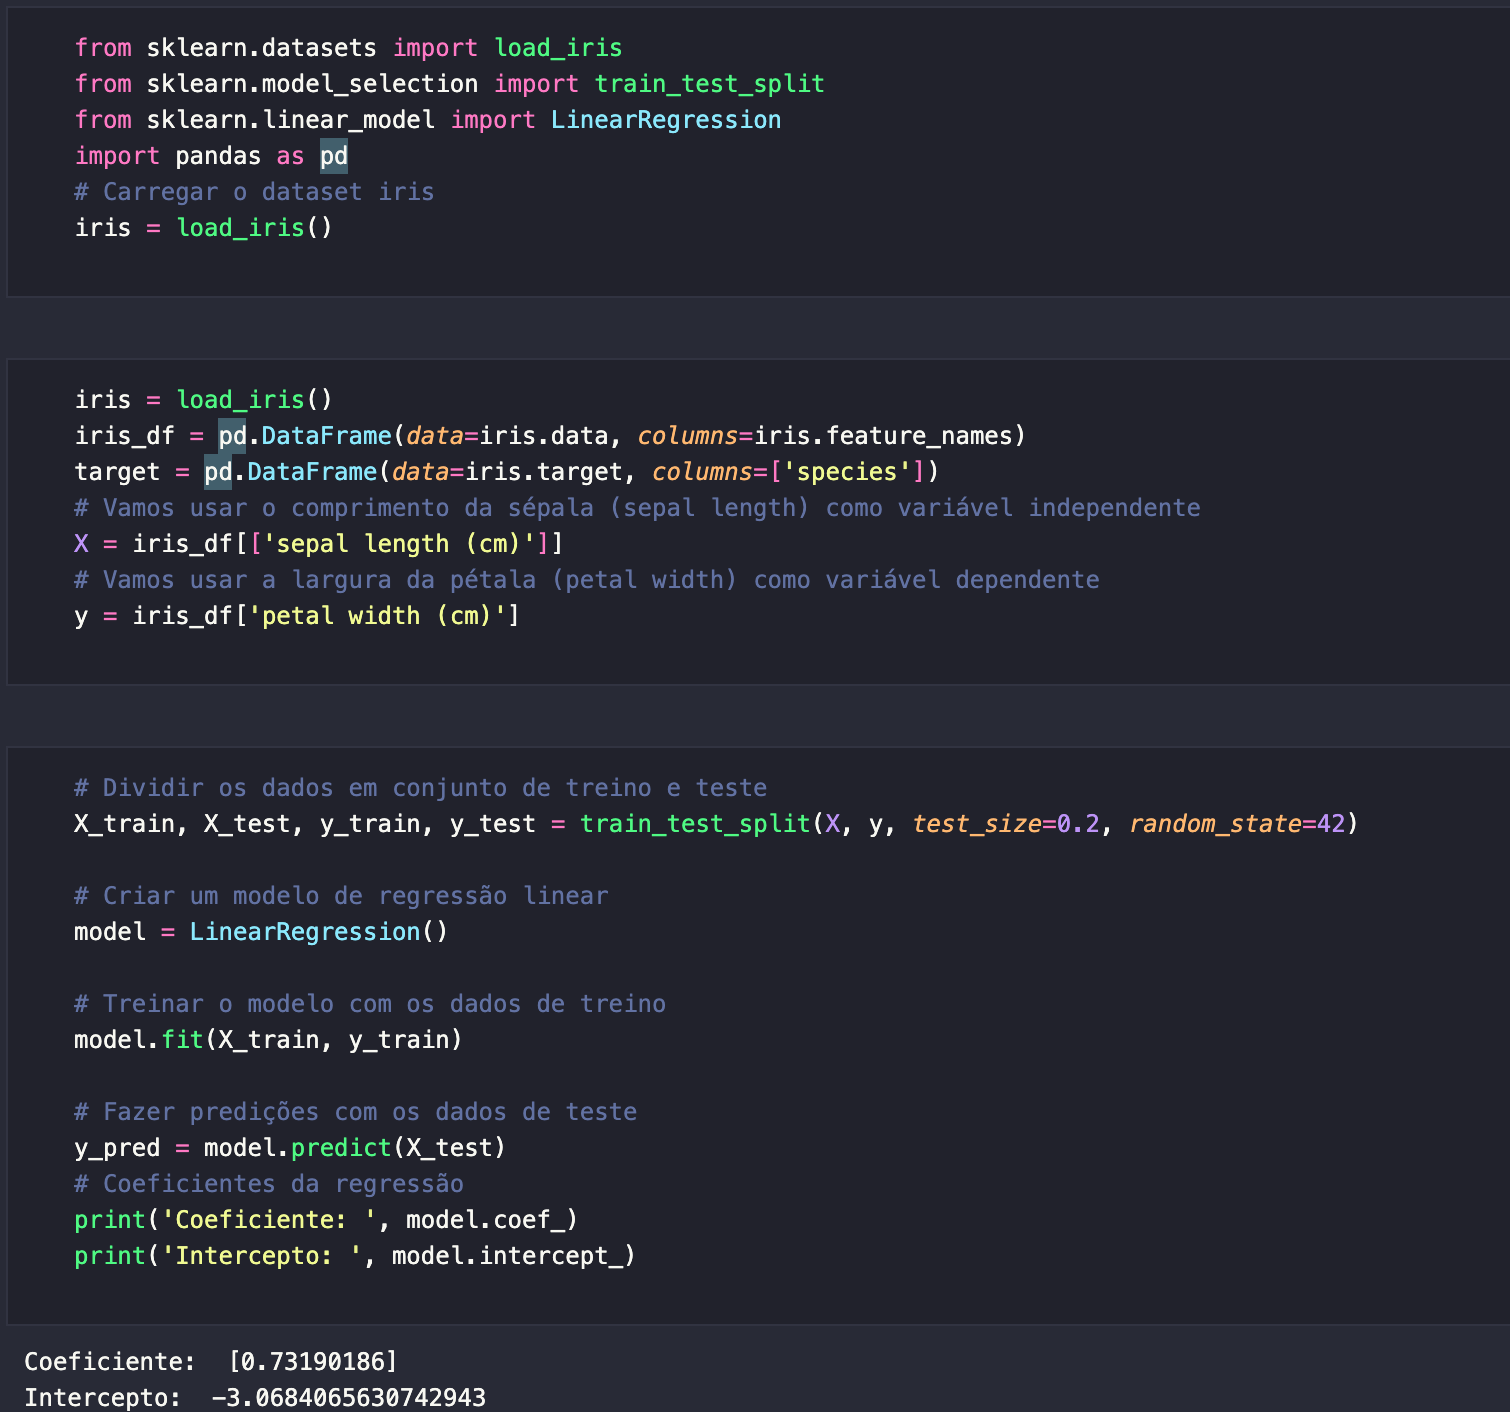 from sklearn.datasets import load_iris
from sklearn.model_selection import train_test_split
from sklearn.linear_model import LinearRegression
import pandas as pd
# Carregar o dataset iris
iris = load_iris()
iris = load_iris()
iris_df = pd.DataFrame(data=iris.data, columns=iris.feature_names)
target = pd.DataFrame(data=iris.target, columns=['species'])
# Vamos usar o comprimento da sépala (sepal length) como variável independente
X = iris_df[['sepal length (cm)']]
# Vamos usar a largura da pétala (petal width) como variável dependente
y = iris_df['petal width (cm)']
# Dividir os dados em conjunto de treino e teste
X_train, X_test, y_train, y_test = train_test_split(X, y, test_size=0.2, random_state=42)
# Criar um modelo de regressão linear
model = LinearRegression()
# Treinar o modelo com os dados de treino
model.fit(X_train, y_train)
# Fazer predições com os dados de teste
y_pred = model.predict(X_test)
# Coeficientes da regressão
print('Coeficiente: ', model.coef_)
print('Intercepto: ', model.intercept_)
Coeficiente:  [0.73190186]
Intercepto:  -3.0684065630742943